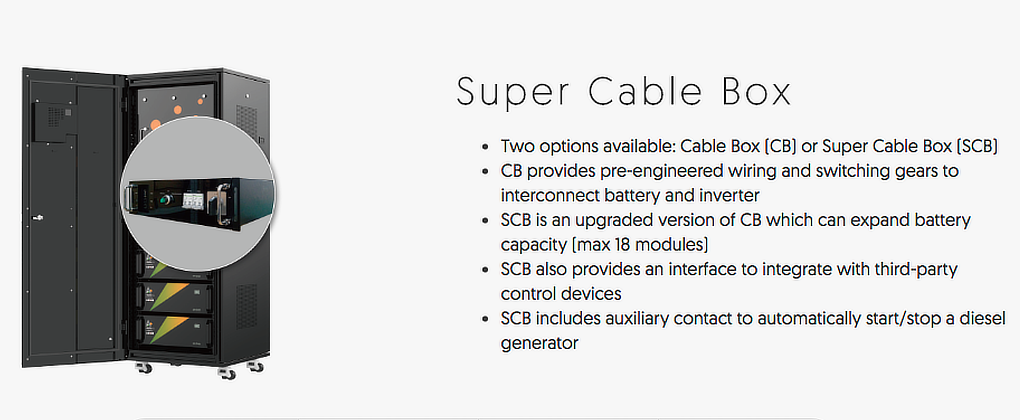 Super Cable Box
• Two options available: Cable Box (CB) or Super Cable Box (SCB)
• CB provides pre-engineered wiring and switching gears to
interconnect battery and inverter
• SCB is an upgraded version of CB which can expand battery
capacity (max 18 modules)
• SCB also provides an interface to integrate with third-party
control devices
• SCB includes auxiliary contact to automatically start/stop a diesel
generator